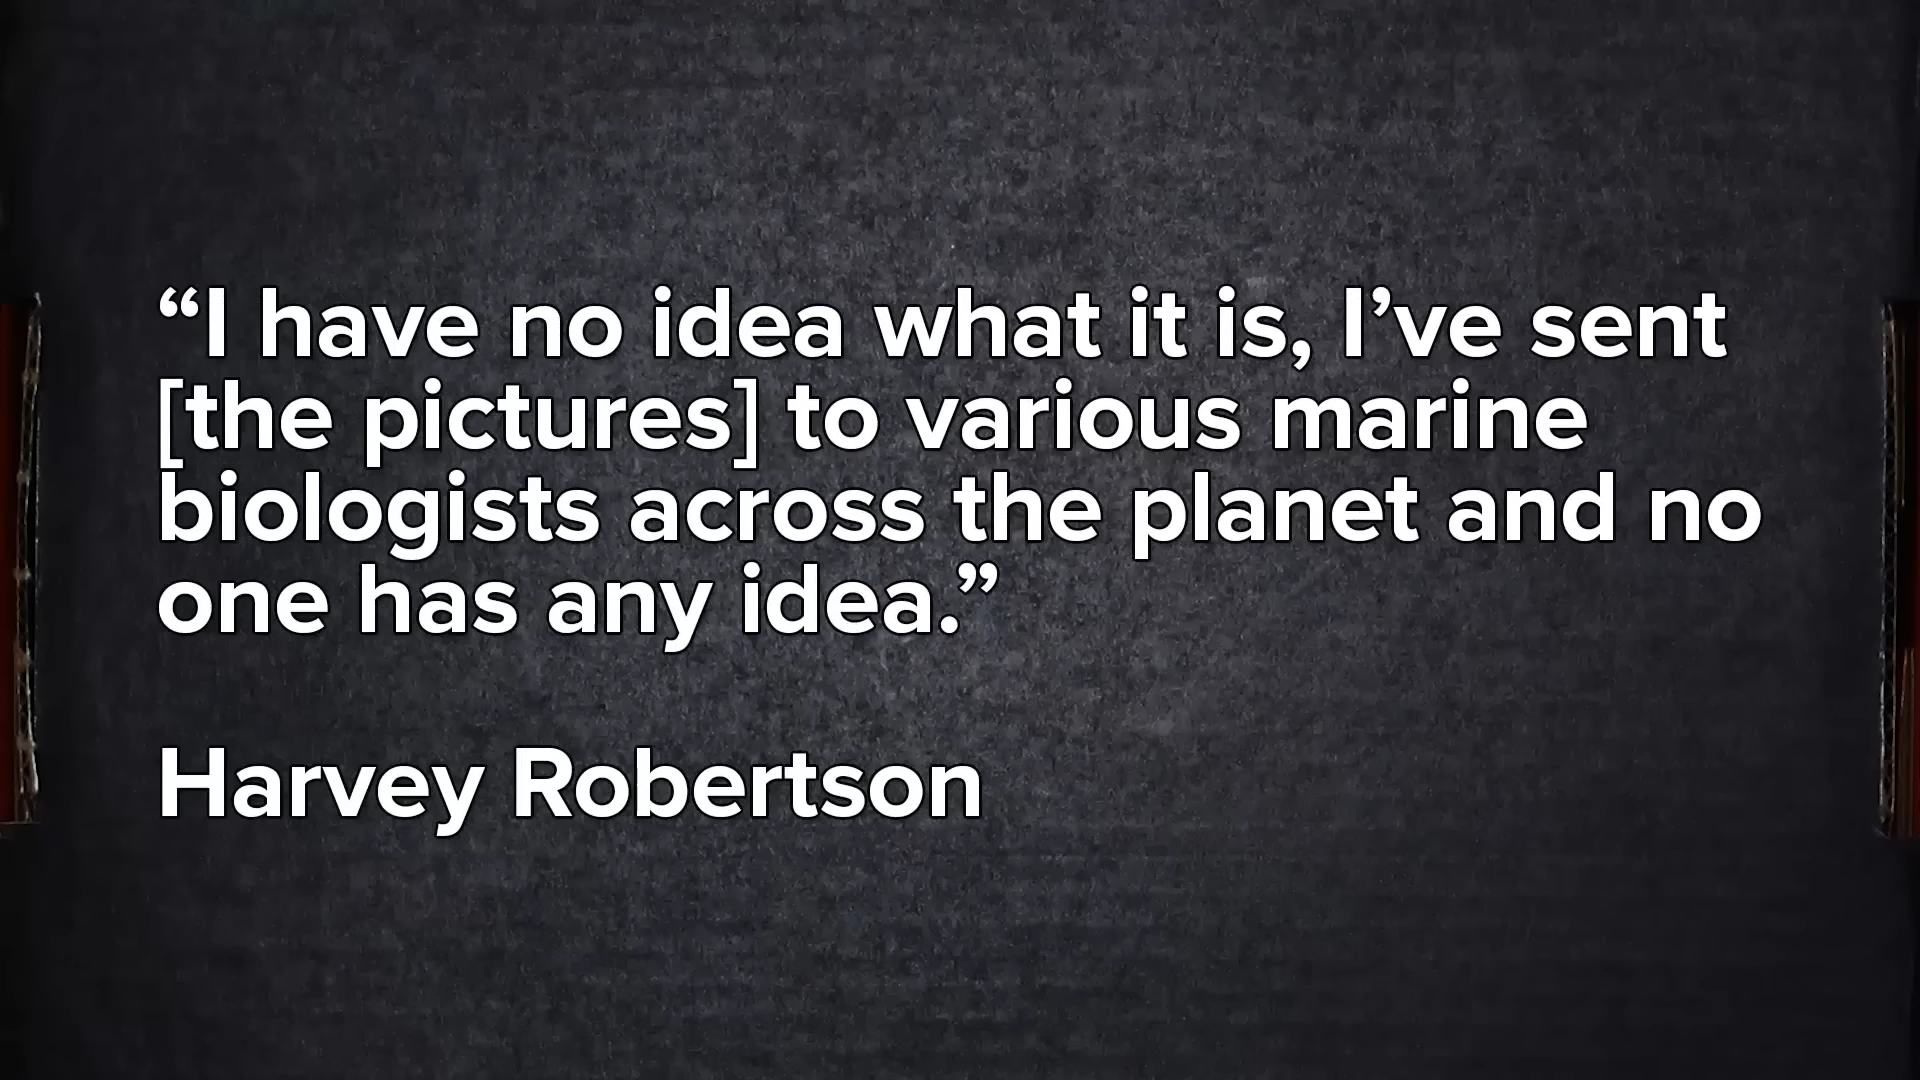 “I have no idea what it is, I’ve sent
[the pictures] to various marine
biologists across the planet and no
one has any idea.”
Harvey Robertson